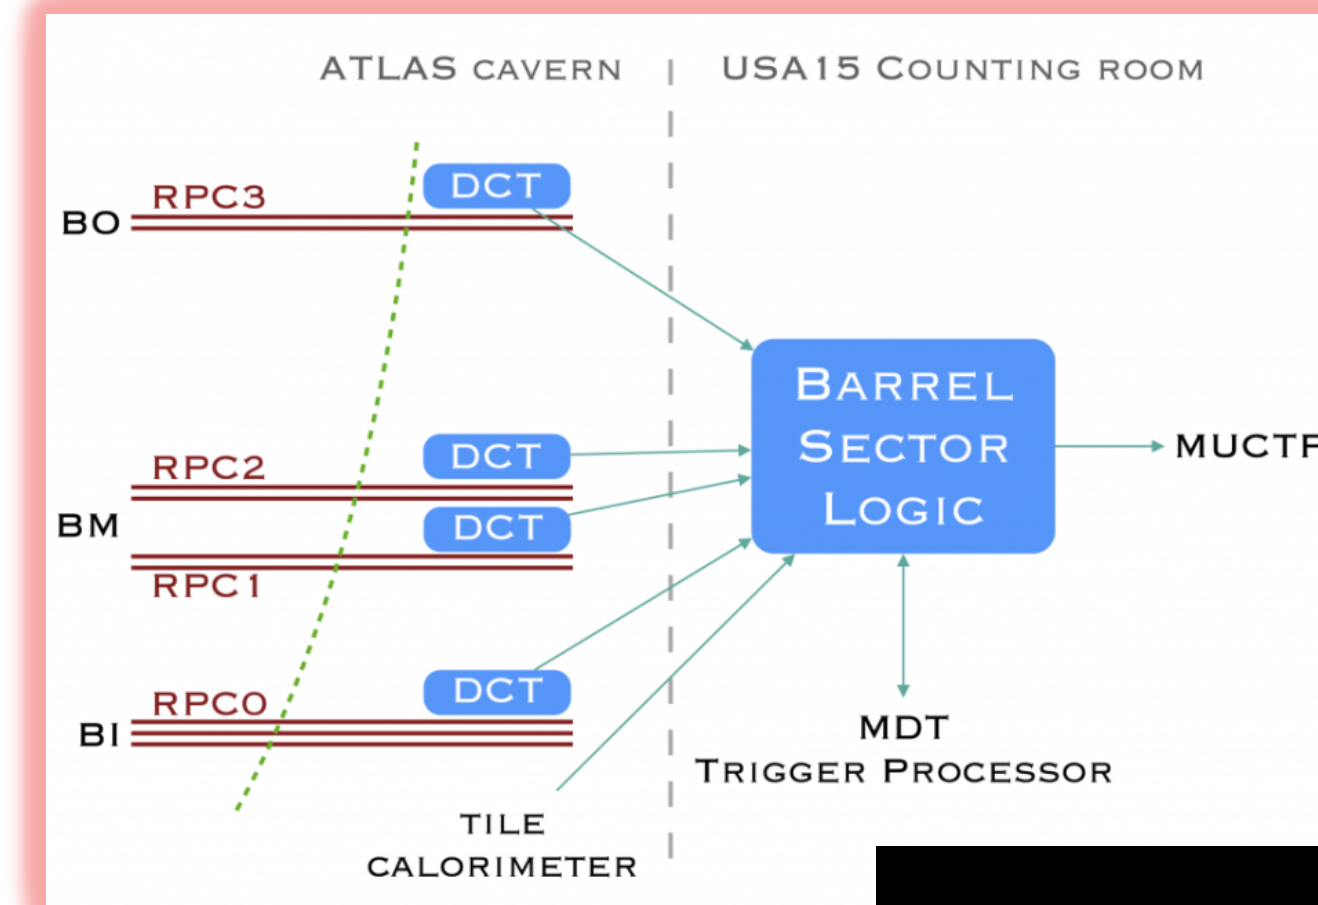 ATLAS CAVERN
USA15 COUNTING ROOM
DCT
RPC3
BO
BARREL
SECTOR
LOGIC
MUCTP
RPC2
DCT
BM
DCT
RPC1
RPC0
DCT
BI
MDT
TRIGGER PROCESSOR
TILE
CALORIMETER